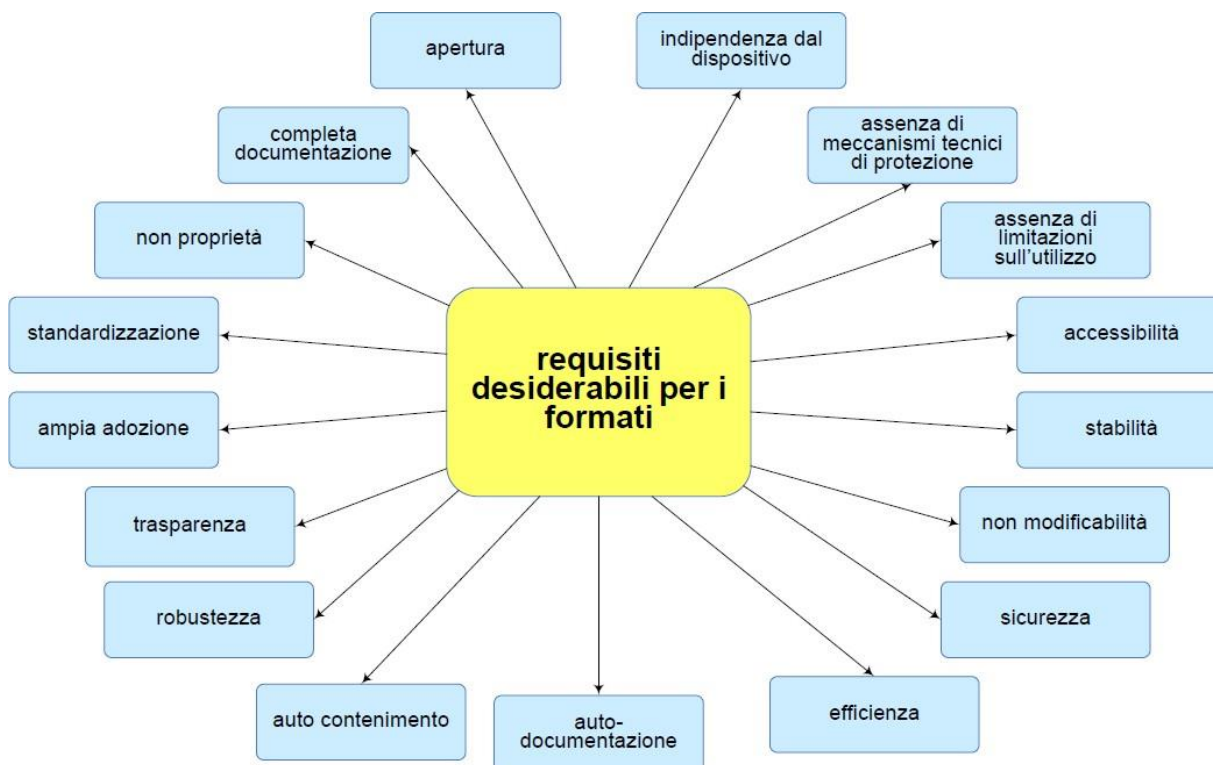 apertura
indipendenza dal
dispositivo
completa
documentazione
assenza di
meccanismi tecnici
di protezione
non proprietà
assenza di
limitazioni
sull'utilizzo
standardizzazione
requisiti
desiderabili per i
formati
accessibilità
ampia adozione
stabilità
trasparenza
non modificabilità
robustezza
sicurezza
auto contenimento
auto-
documentazione
efficienza